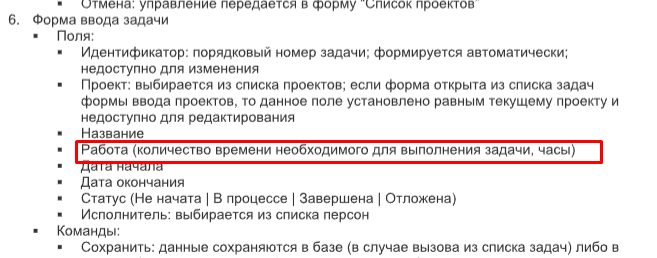 Отмена: управление передается в форму "Список проектов"
6. Форма ввода задачи
▪ Поля:
▪ Идентификатор: порядковый номер задачи; формируется автоматически;
недоступно для изменения
▪ Проект: выбирается из списка проектов; если форма открыта из списка задач
формы ввода проектов, то данное поле установлено равным текущему проекту и
недоступно для редактирования
▪ Название
▪ Работа (количество времени необходимого для выполнения задачи, часы)
▪ Дата начала
▪ Дата окончания
▪ Статус (Не начата | В процессе | Завершена | Отложена)
▪ Исполнитель: выбирается из списка персон
▪ Команды:
▪ Сохранить: данные сохраняются в базе (в случае вызова из списка задач) либо в